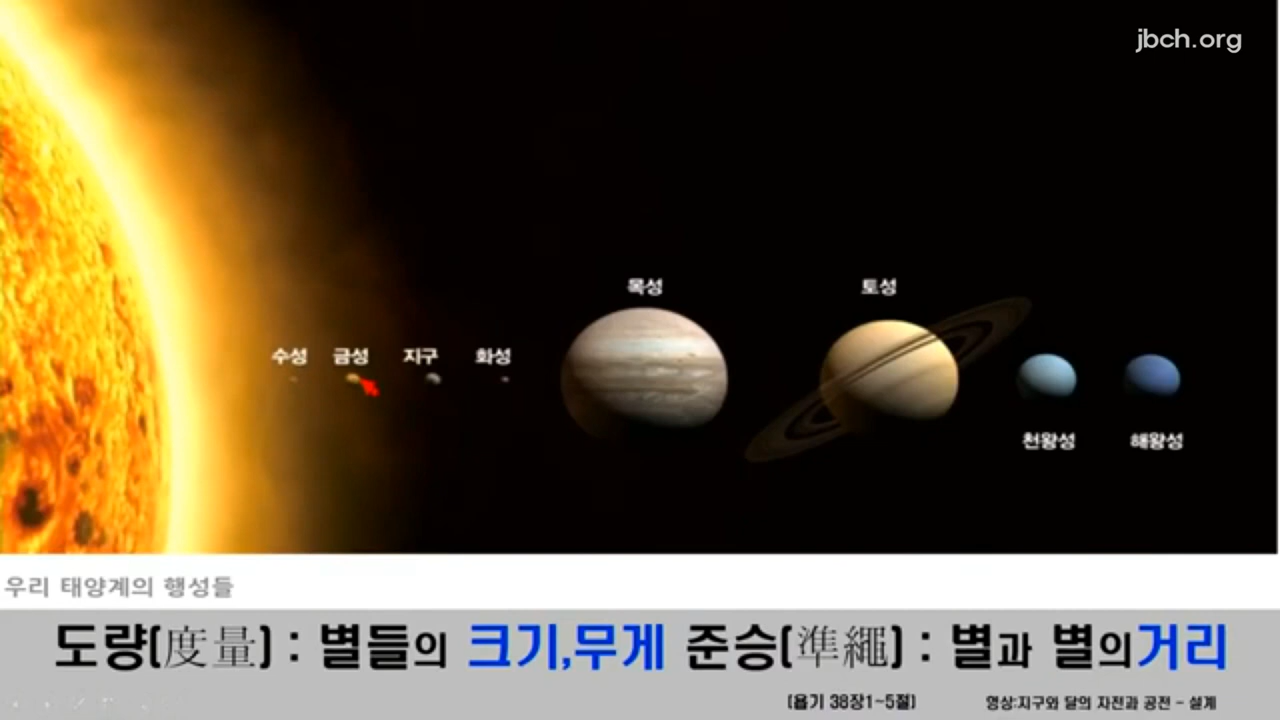 jbch.org
목성
토성
수성 금성 지구 화성
천왕성
해왕성
우리 태양계의 행성들
도량(度量) : 별들의 크기,무게 준승(準繩) : 별과 별의거리
(욥기 38장1~5절) 영상:지구와 달의 자전과 공전 - 설계